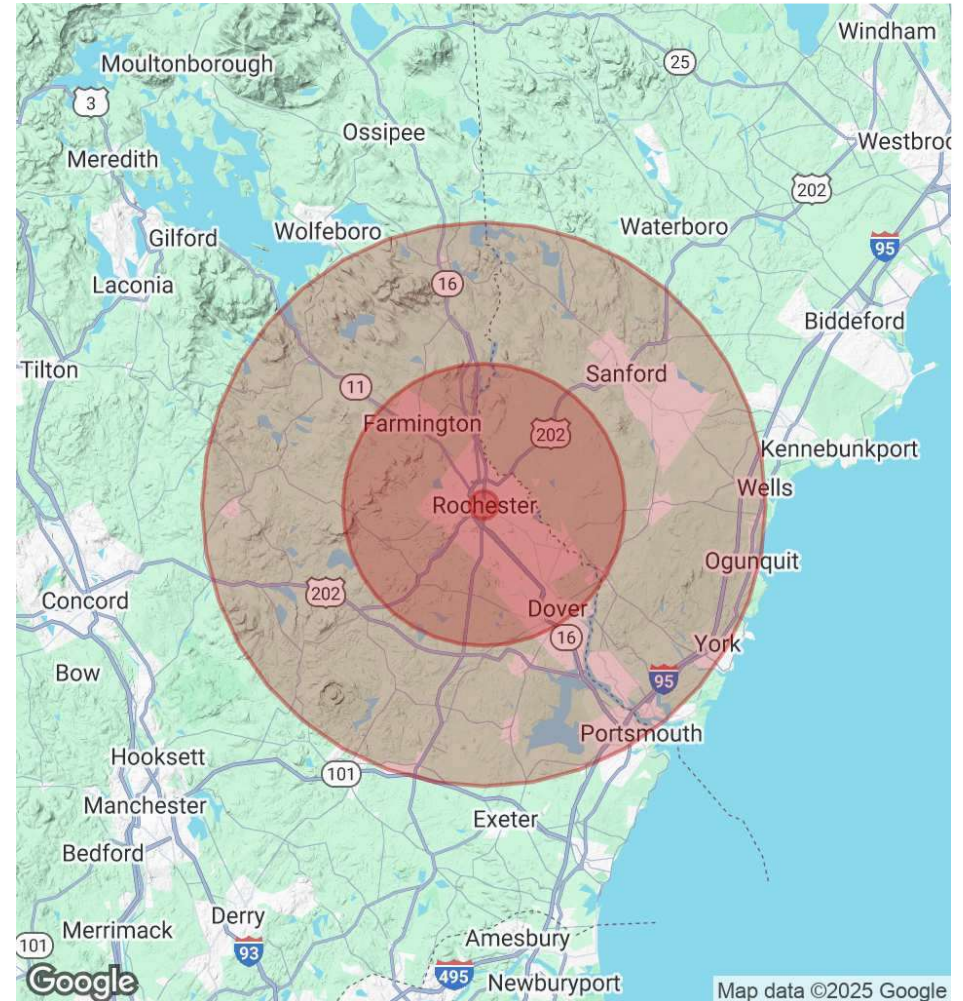 Windham
Moultonborough
25
3
Ossipee
Meredith
Westbroo
202
Wolfeboro
Waterboro
Gilford
95
Laconia
16
Biddeford
Tilton
Sanford
11
Farmington
202
Kennebunkport
Wells
Rochester
Ogunquit
202
Concord
Dover
16
York
Bow
95
Portsmouth
Hooksett
101
Manchester
Exeter
Bedford
Derry
Merrimack
Amesbury
101
93
495
Google
Newburyport
Map data ©2025 Google